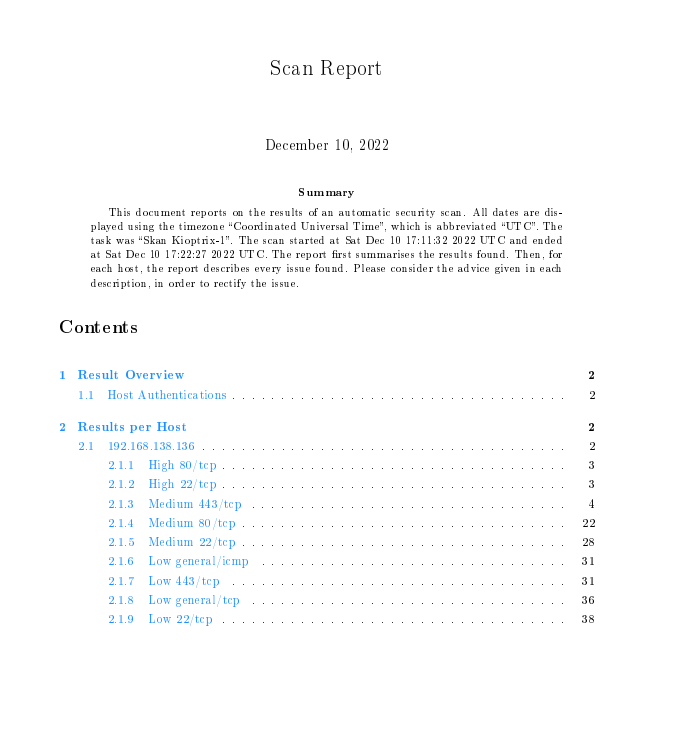 Scan Report
December 10, 2022
Summary
This document reports on the results of an automatic security scan. All dates are dis-
played using the timezone “Coordinated Universal Time”, which is abbreviated “UTC”. The
task was “Skan Kioptrix-1”. The scan started at Sat Dec 10 17:11:32 2022 UTC and ended
at Sat Dec 10 17:22:27 2022 UTC. The report first summarises the results found. Then, for
each host, the report describes every issue found. Please consider the advice given in each
description, in order to rectify the issue.
Contents
1 Result Overview 2
1.1 Host Authentications . . . . . . . . . . . . . . . . . . . . . . . . . . . . . . . . . . 2
2 Results per Host 2
2.1 192.168.138.136 . . . . . . . . . . . . . . . . . . . . . . . . . . . . . . . . . . . . . 2
2.1.1 High 80/tcp . . . . . . . . . . . . . . . . . . . . . . . . . . . . . . . . . . . 3
2.1.2 High 22/tcp . . . . . . . . . . . . . . . . . . . . . . . . . . . . . . . . . . . 3
2.1.3 Medium 443/tcp . . . . . . . . . . . . . . . . . . . . . . . . . . . . . . . . 4
2.1.4 Medium 80/tcp . . . . . . . . . . . . . . . . . . . . . . . . . . . . . . . . . 22
2.1.5 Medium 22/tcp . . . . . . . . . . . . . . . . . . . . . . . . . . . . . . . . . 28
2.1.6 Low general/icmp . . . . . . . . . . . . . . . . . . . . . . . . . . . . . . . 31
2.1.7 Low 443/tcp . . . . . . . . . . . . . . . . . . . . . . . . . . . . . . . . . . 31
2.1.8 Low general/tcp . . . . . . . . . . . . . . . . . . . . . . . . . . . . . . . . 36
2.1.9 Low 22/tcp . . . . . . . . . . . . . . . . . . . . . . . . . . . . . . . . . . . 38